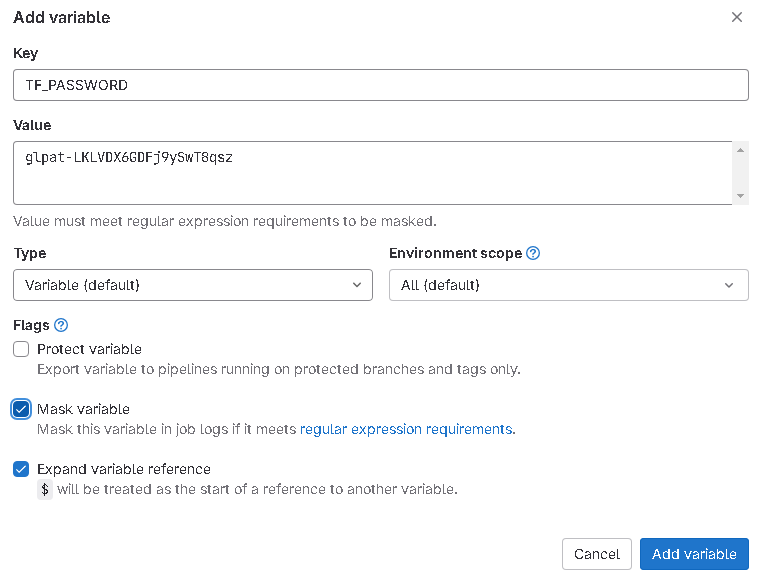 Add variable
Key
TF_PASSWORD
Value
glpat-LKLVDX6GDFj9ySwT8qsz
Value must meet regular expression requirements to be masked.
Type
Environment scope
Variable (default)
All (default)
Flags
Protect variable
Export variable to pipelines running on protected branches and tags only.
Mask variable
Mask this variable in job logs if it meets regular expression requirements.
Expand variable reference
$ will be treated as the start of a reference to another variable.
Cancel
Add variable